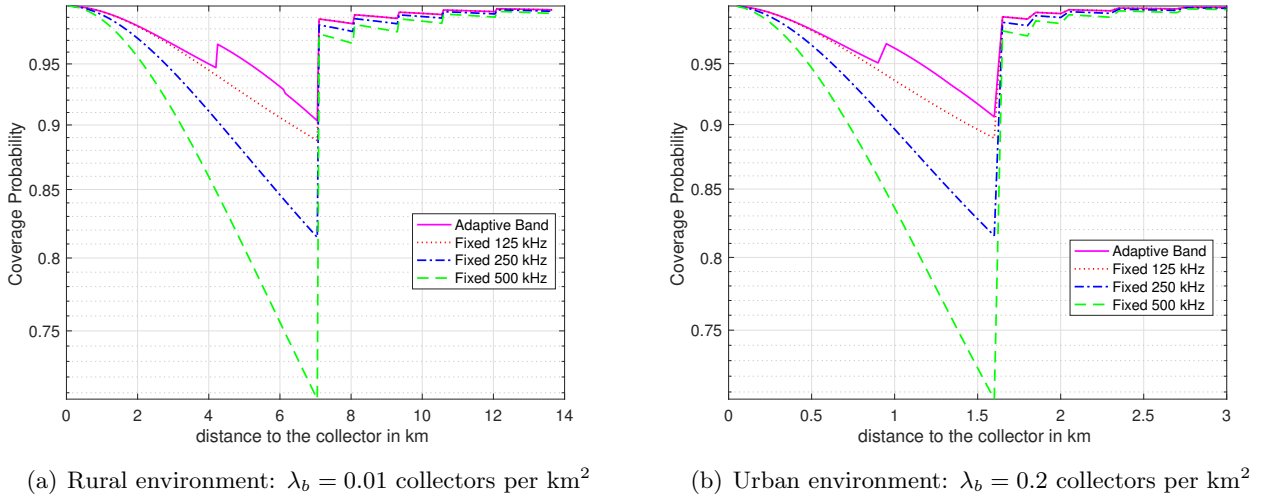 Coverage Probability
0.95
0.9
0.85
0.8
0.75
Adaptive Band
Fixed 125 kHz
Fixed 250 kHz
Fixed 500 kHz
0 2 4 6 8 10 12 14
distance to the collector in km
(a) Rural environment: λ_b = 0.01 collectors per km²
Coverage Probability
0.95
0.9
0.85
0.8
0.75
Adaptive Band
Fixed 125 kHz
Fixed 250 kHz
Fixed 500 kHz
0 0.5 1 1.5 2 2.5 3
distance to the collector in km
(b) Urban environment: λ_b = 0.2 collectors per km²